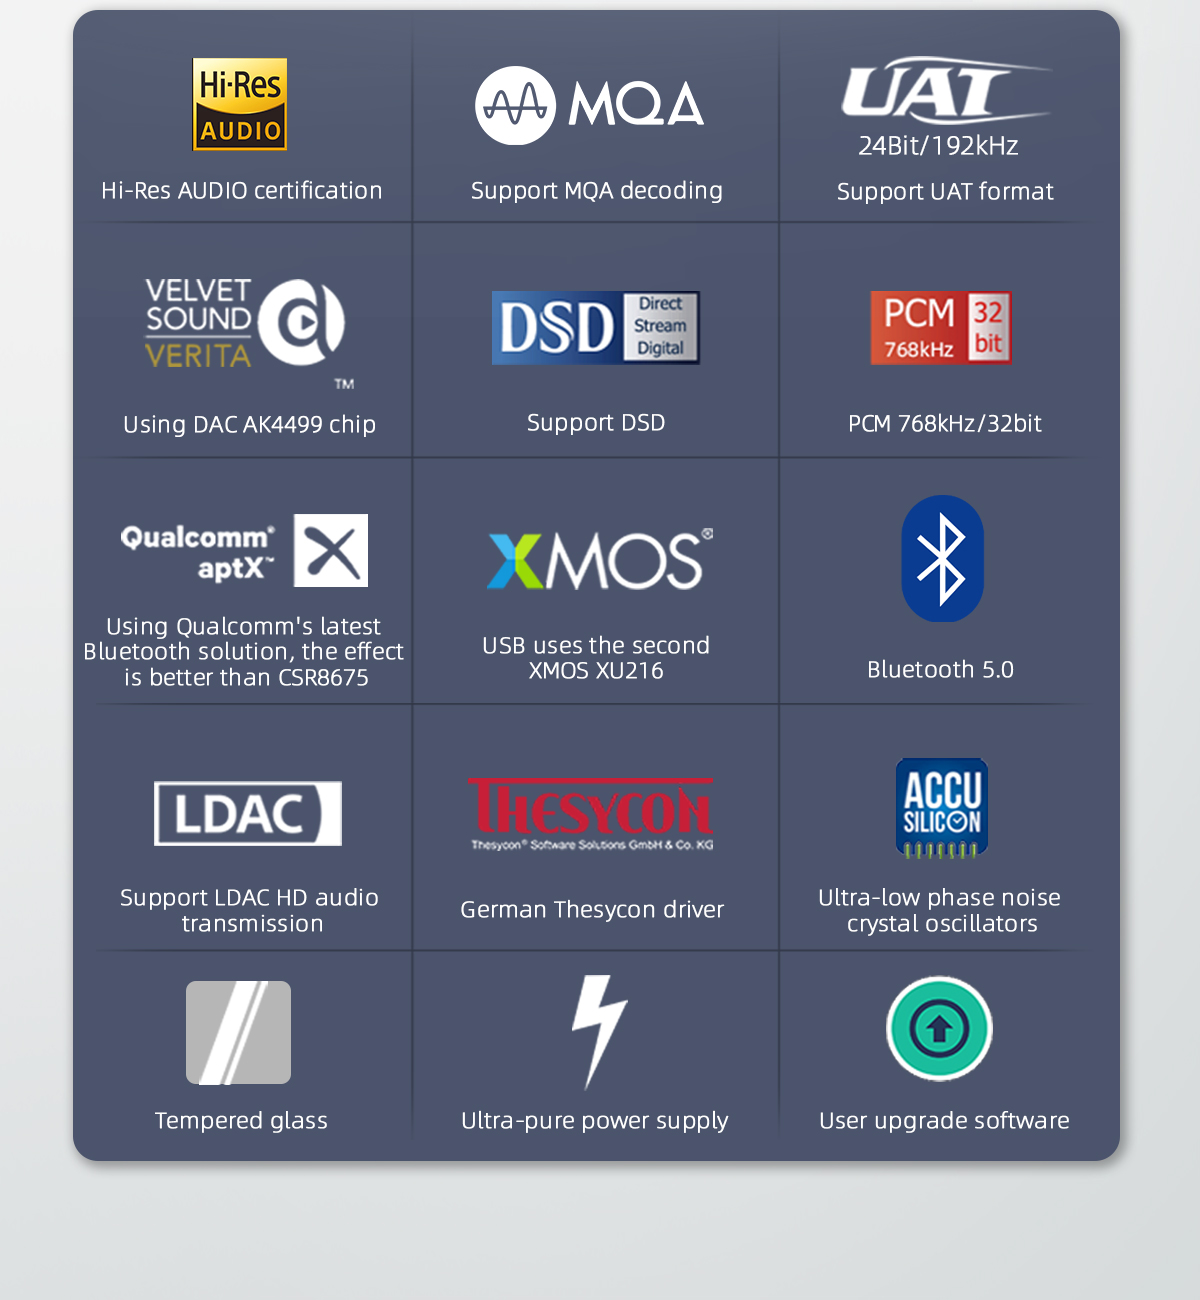 Hi-Res
AUDIO
Hi-Res AUDIO certification
MQA
Support MQA decoding
UAT
24Bit/192kHz
Support UAT format
VELVET
SOUND
VERITA
TM
Using DAC AK4499 chip
DSD
Direct
Stream
Digital
Support DSD
PCM
768kHz
32
bit
PCM 768kHz/32bit
Qualcomm®
aptX™
Using Qualcomm's latest
Bluetooth solution, the effect
is better than CSR8675
XMOS®
USB uses the second
XMOS XU216
Bluetooth 5.0
LDAC
Support LDAC HD audio
transmission
THESYCON
Thesycon® Software Solutions GmbH & Co. KG
German Thesycon driver
ACCU
SILICON
Ultra-low phase noise
crystal oscillators
Tempered glass
Ultra-pure power supply
User upgrade software